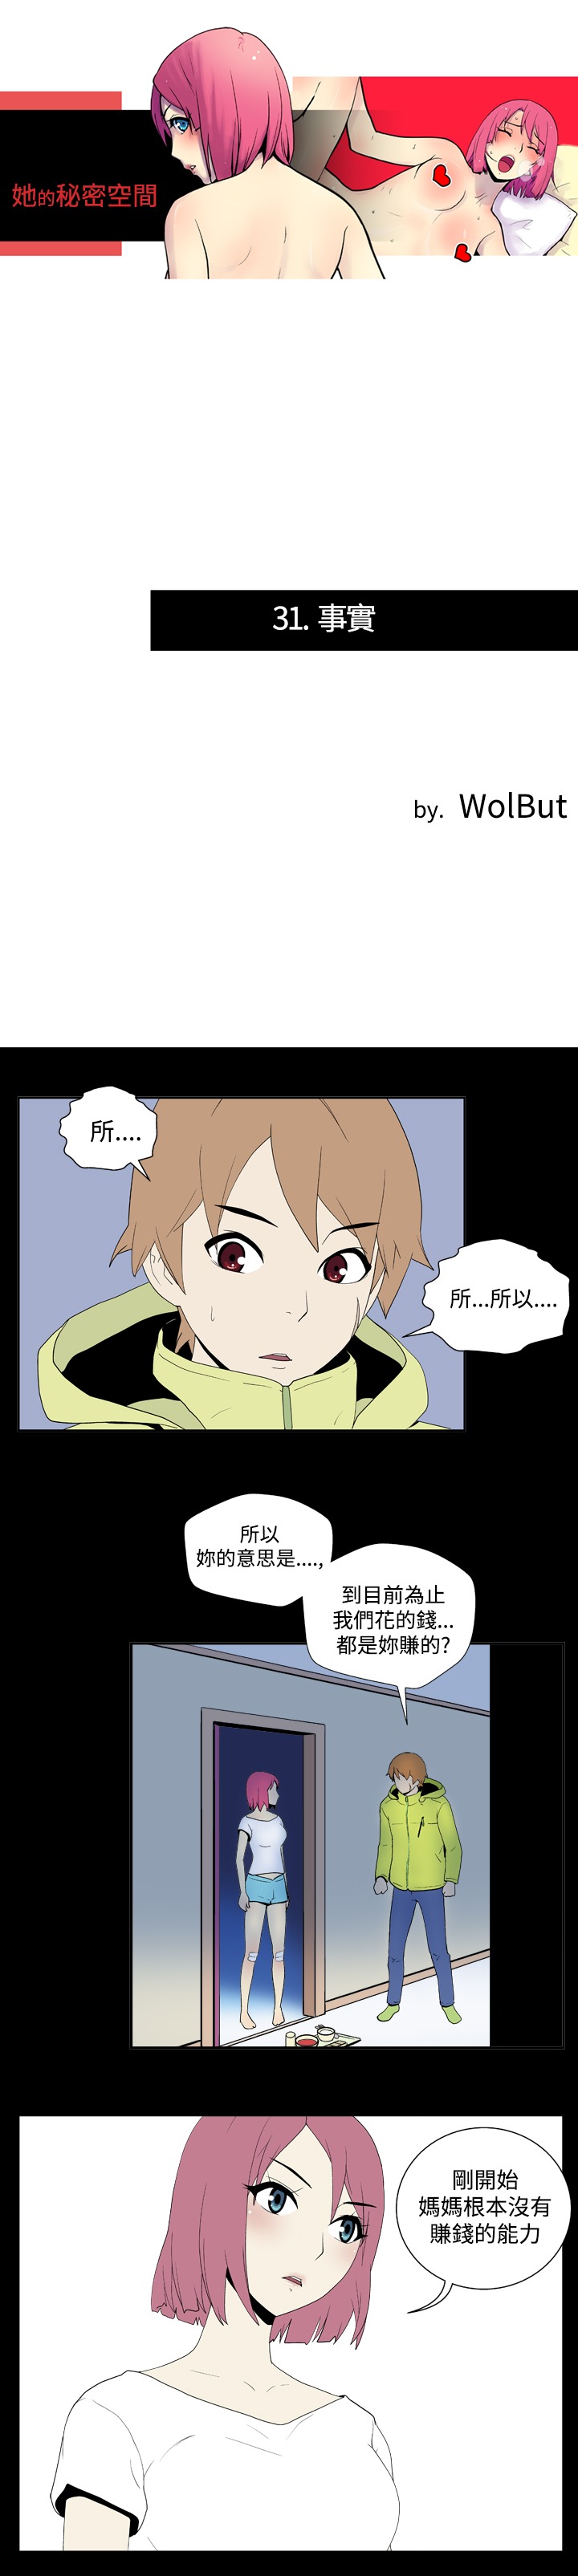 她的秘密空間
31. 事實
by. WolBut
所....
所...所以....
所以
妳的意思是....,
到目前為止
我們花的錢...
都是妳賺的?
剛開始
媽媽根本沒有
賺錢的能力